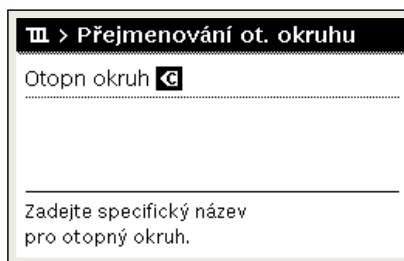 > Přejmenování ot. okruhu
Otopn okruh C
Zadejte specifický název
pro otopný okruh.